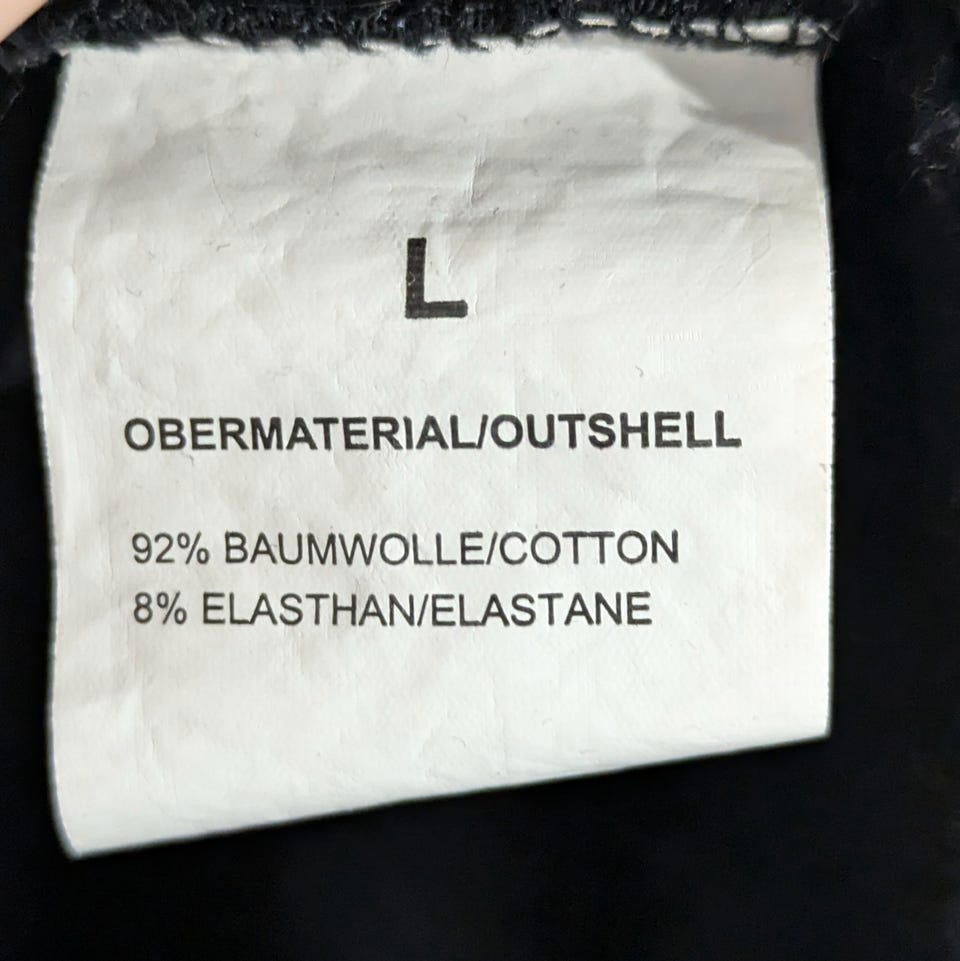 L
OBERMATERIAL/OUTSHELL
92% BAUMWOLLE/COTTON
8% ELASTHAN/ELASTANE